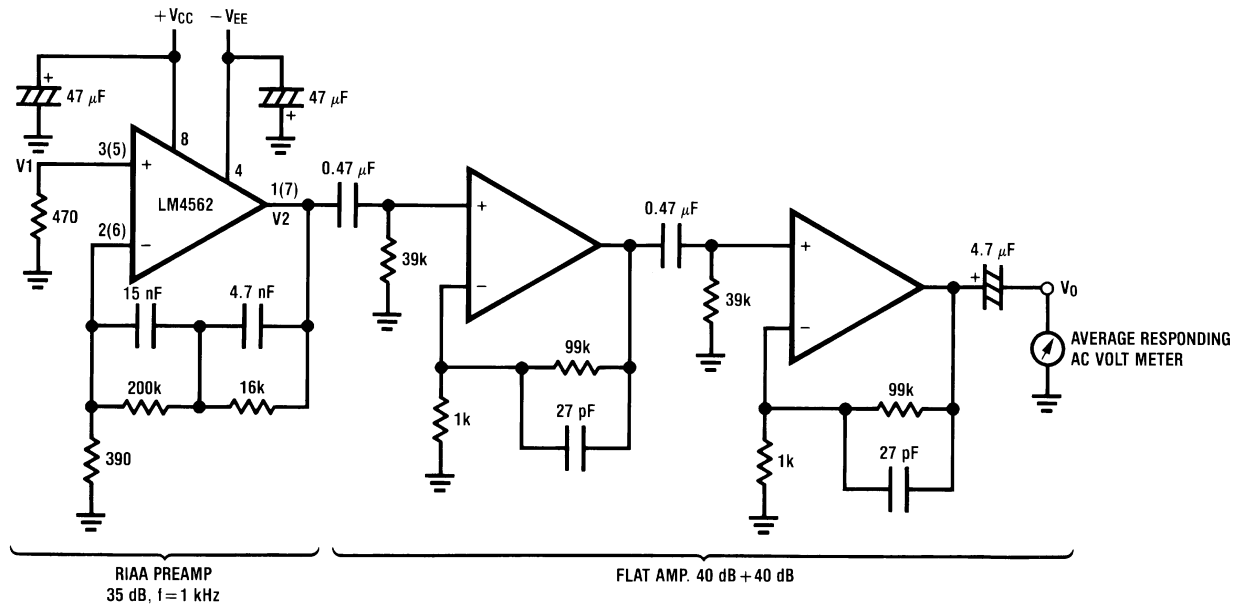 +VCC
−VEE
+
47 μF
47 μF
+
3(5)
8
V1
+
4
0.47 μF
1(7)
LM4562
V2
470
2(6)
−
+
0.47 μF
39k
+
4.7 μF
15 nF
4.7 nF
−
39k
+
VO
200k
16k
99k
−
AVERAGE RESPONDING
AC VOLT METER
1k
27 pF
99k
390
1k
27 pF
RIAA PREAMP
35 dB, f=1 kHz
FLAT AMP. 40 dB+40 dB